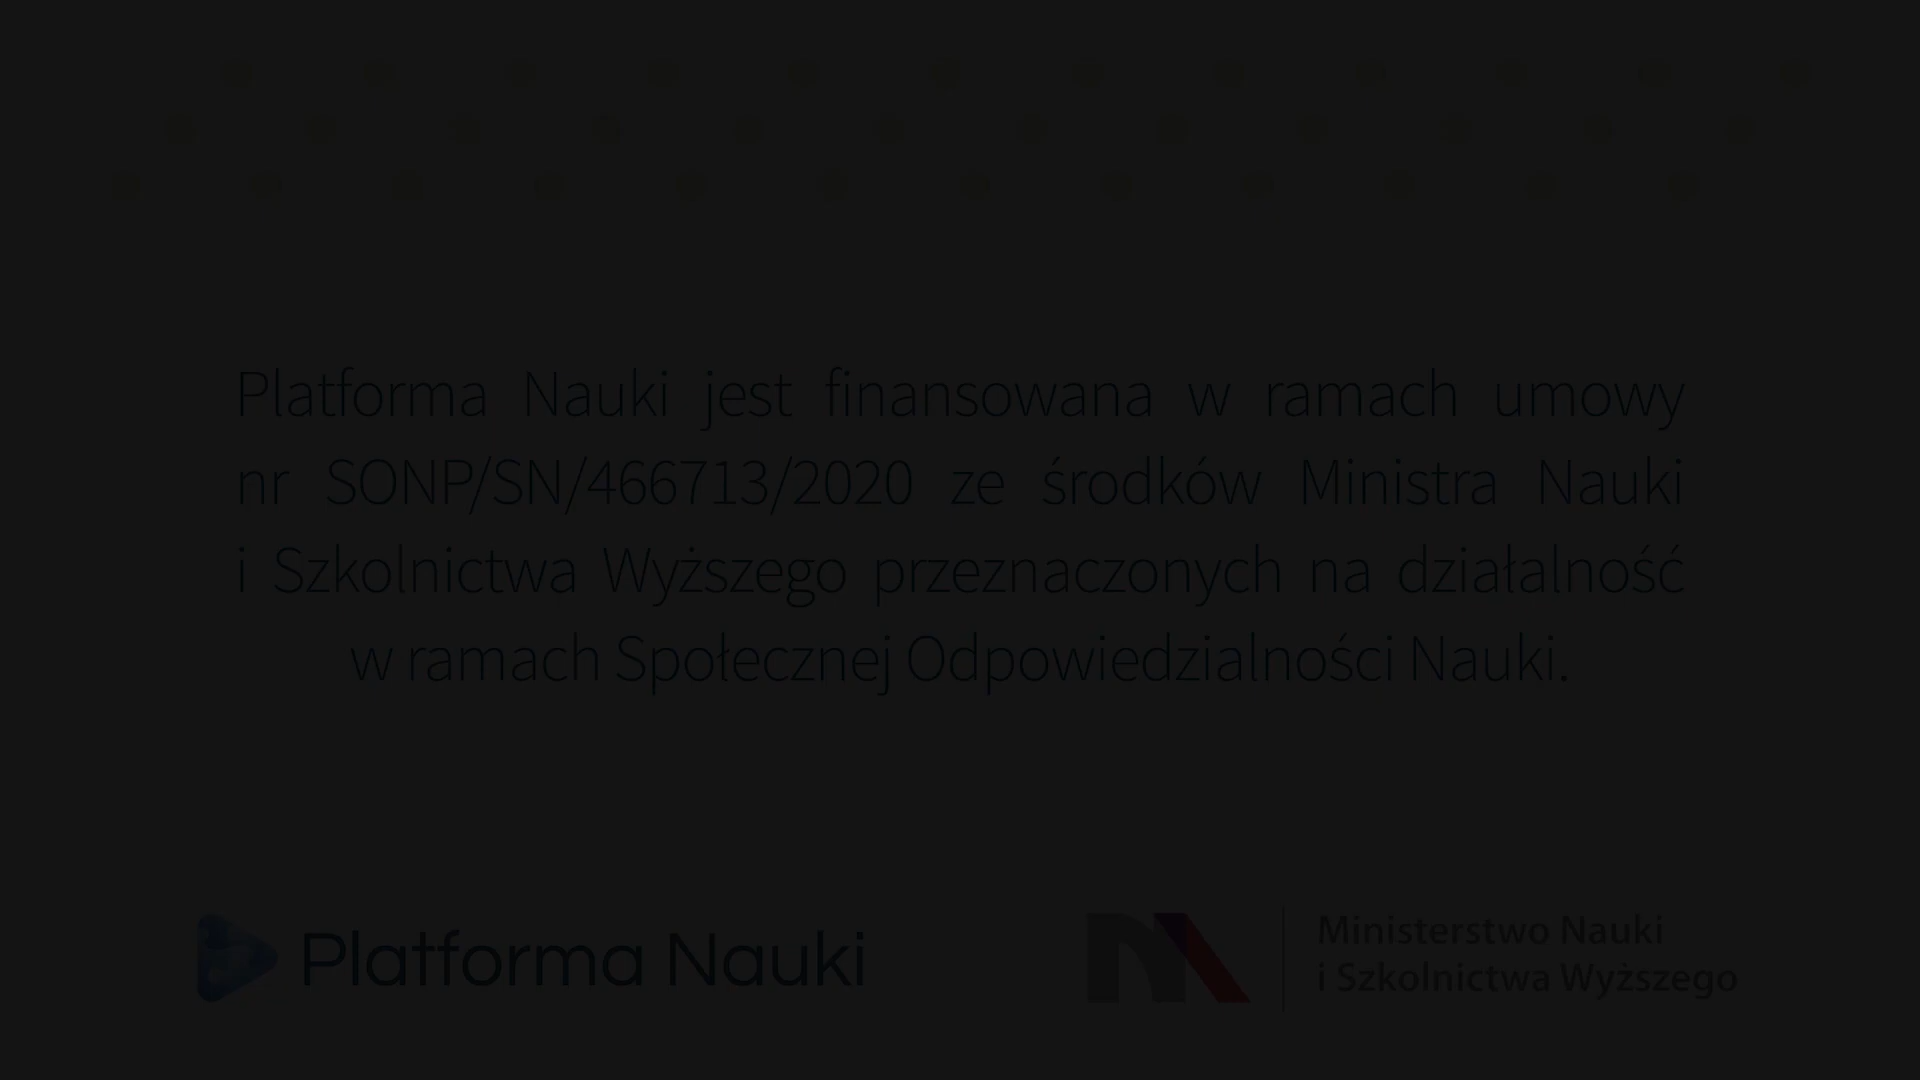 Platforma Nauki jest finansowana w ramach umowy
nr SONP/SN/466713/2020 ze środków Ministra Nauki
i Szkolnictwa Wyższego przeznaczonych na działalność
w ramach Społecznej Odpowiedzialności Nauki.
Platforma Nauki
Ministerstwo Nauki
i Szkolnictwa Wyższego